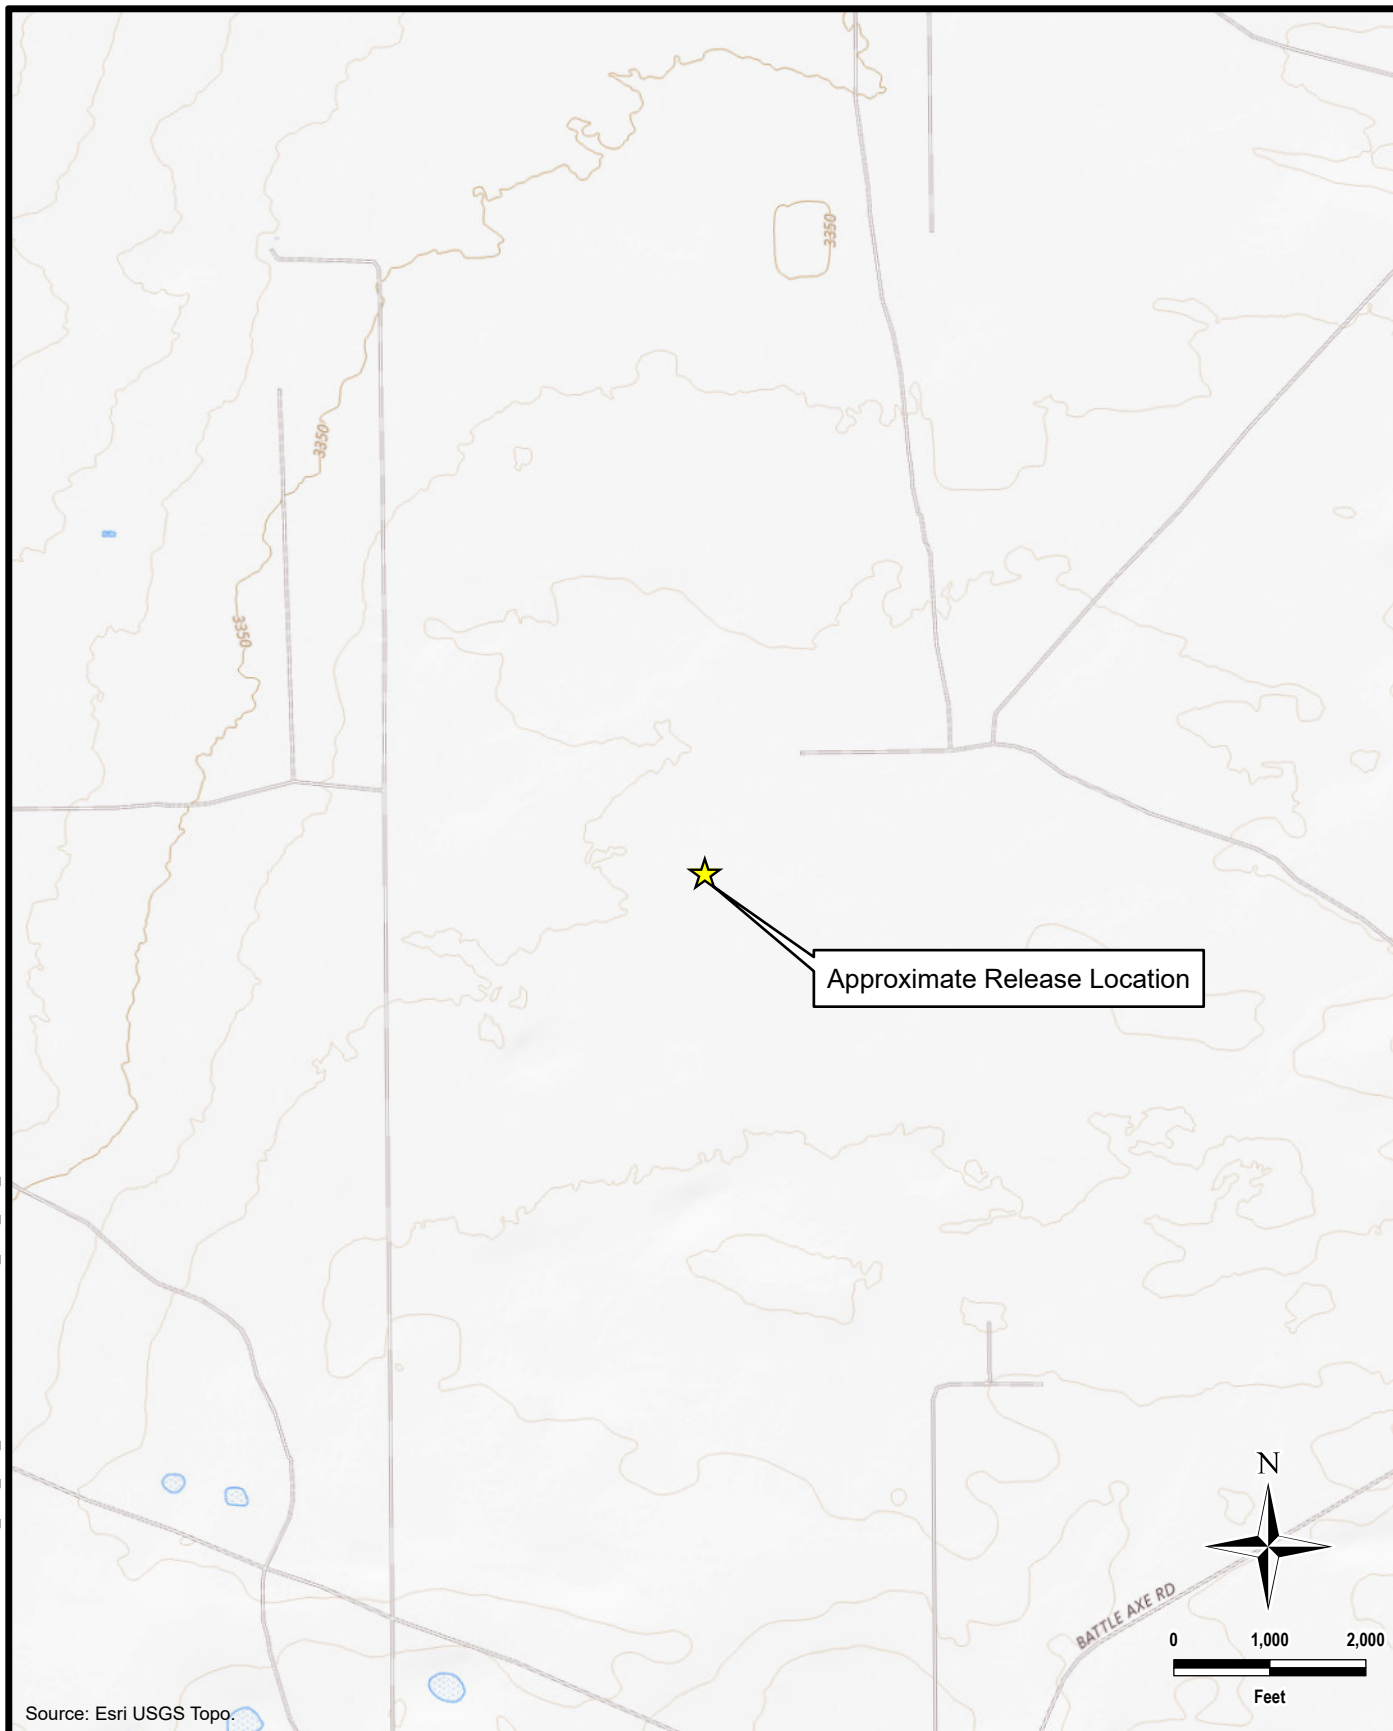 3350
3350
3350
Approximate Release Location
N
BATTLE AXE RD
0 1,000 2,000
Feet
Source: Esri USGS Topo.